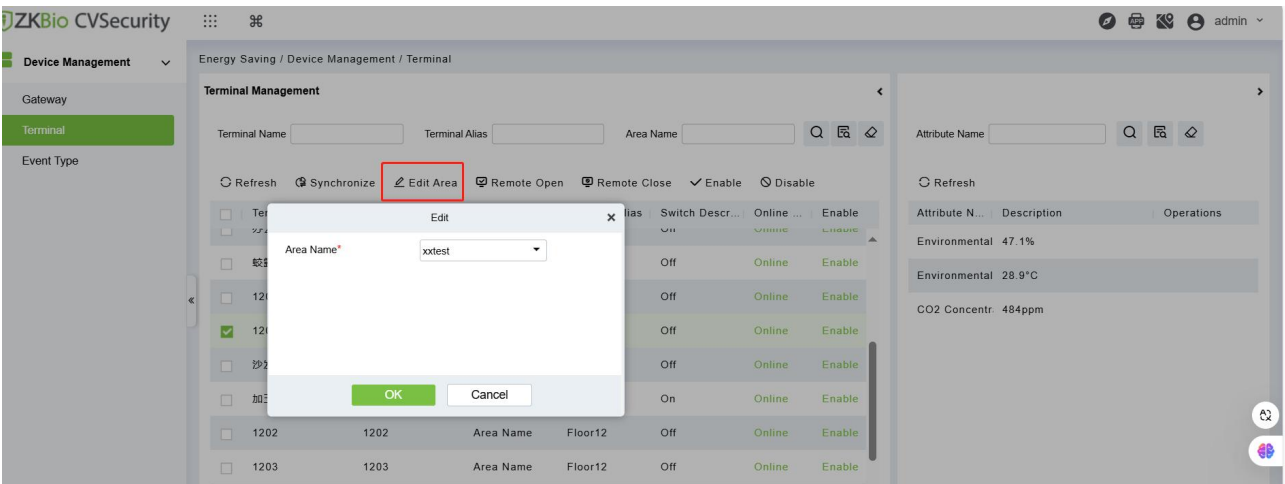 ZKBio CVSecurity
admin
Device Management
Gateway
Terminal
Event Type
Energy Saving / Device Management / Terminal
Terminal Management
Terminal Name
Terminal Alias
Area Name
Refresh
Synchronize
Edit Area
Remote Open
Remote Close
Enable
Disable
Switch Descr... Online ... Enable
Online Enable
Off Online Enable
Off Online Enable
Off Online Enable
Off Online Enable
On Online Enable
1202 1202 Area Name Floor12 Off Online Enable
1203 1203 Area Name Floor12 Off Online Enable
Edit
Area Name*
xxtest
OK
Cancel
Attribute Name
Refresh
Attribute N... Description Operations
Environmental 47.1%
Environmental 28.9°C
CO2 Concentr 484ppm
APP